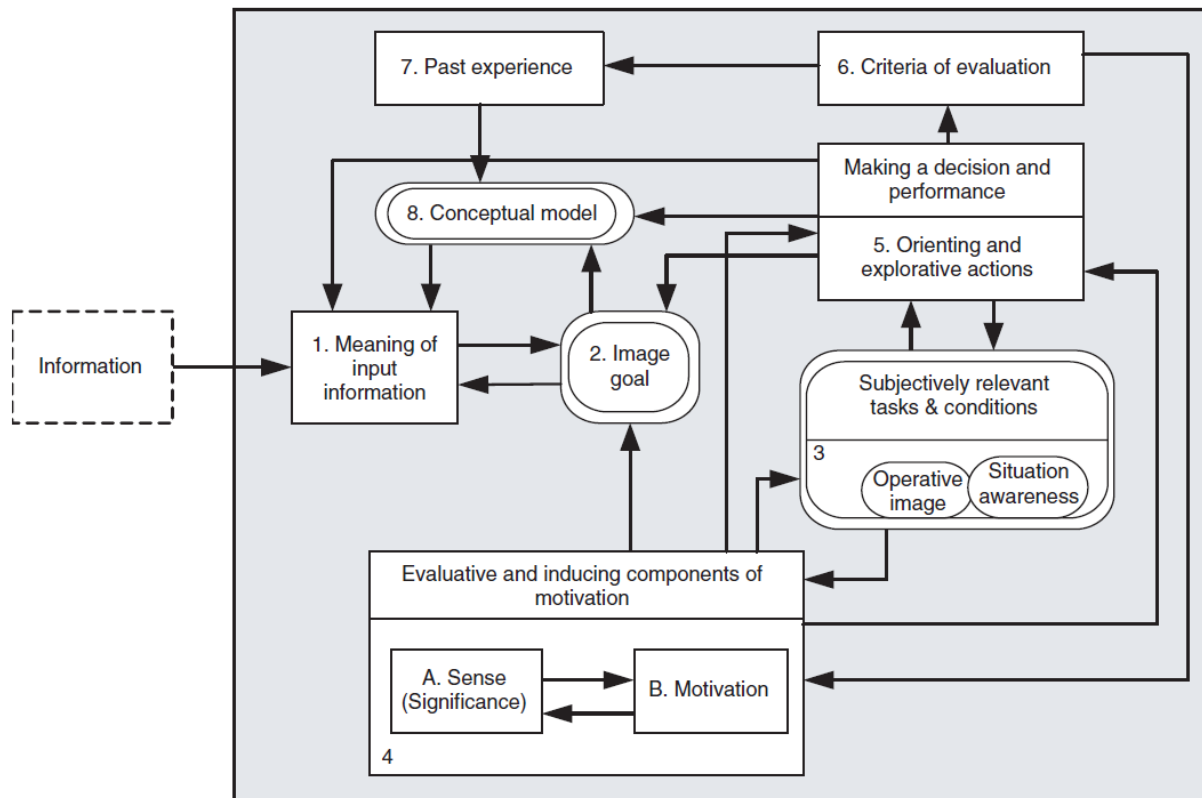 7. Past experience
6. Criteria of evaluation
Making a decision and
performance
8. Conceptual model
5. Orienting and
explorative actions
Information
1. Meaning of
input
information
2. Image
goal
Subjectively relevant
tasks & conditions
3
Operative
image
Situation
awareness
Evaluative and inducing components of
motivation
A. Sense
(Significance)
B. Motivation
4